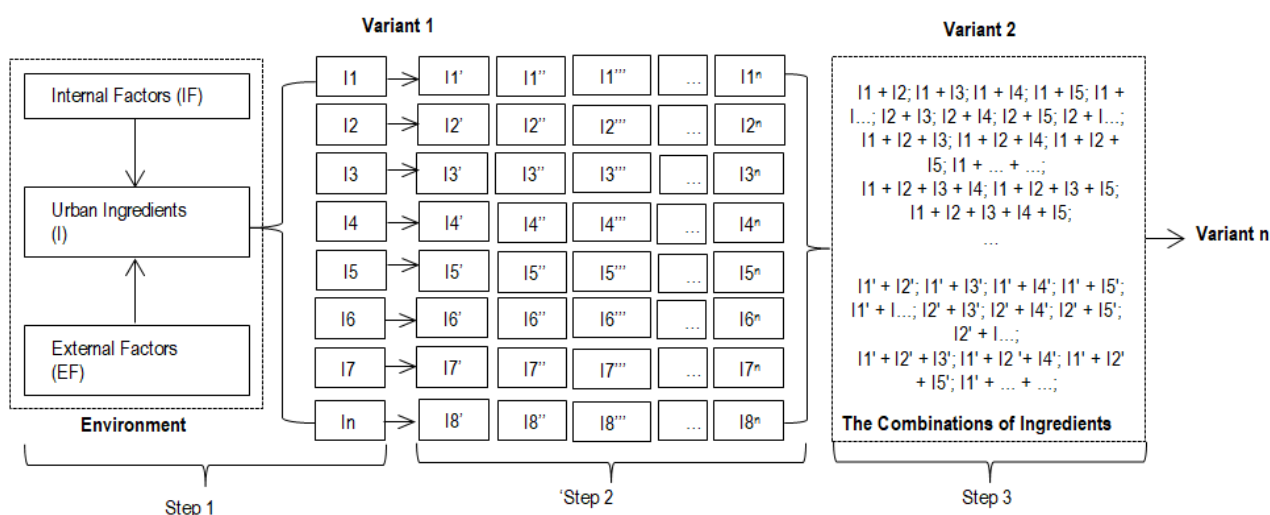 Variant 1
Variant 2
Internal Factors (IF)
Urban Ingredients
(I)
External Factors
(EF)
Environment
I1 I1' I1'' I1''' ... I1ⁿ
I2 I2' I2'' I2''' ... I2ⁿ
I3 I3' I3'' I3''' ... I3ⁿ
I4 I4' I4'' I4''' ... I4ⁿ
I5 I5' I5'' I5''' ... I5ⁿ
I6 I6' I6'' I6''' ... I6ⁿ
I7 I7' I7'' I7''' ... I7ⁿ
In I8' I8'' I8''' ... I8ⁿ
I1 + I2; I1 + I3; I1 + I4; I1 + I5; I1 +
I...; I2 + I3; I2 + I4; I2 + I5; I2 + I...;
I1 + I2 + I3; I1 + I2 + I4; I1 + I2 +
I5; I1 + ... + ...;
I1 + I2 + I3 + I4; I1 + I2 + I3 + I5;
I1 + I2 + I3 + I4 + I5;
...
I1' + I2'; I1' + I3'; I1' + I4'; I1' + I5';
I1' + I...; I2' + I3'; I2' + I4'; I2' + I5';
I2' + I...;
I1' + I2' + I3'; I1' + I2 '+ I4'; I1' + I2'
+ I5'; I1' + ... + ...;
The Combinations of Ingredients
Variant n
Step 1
'Step 2
Step 3